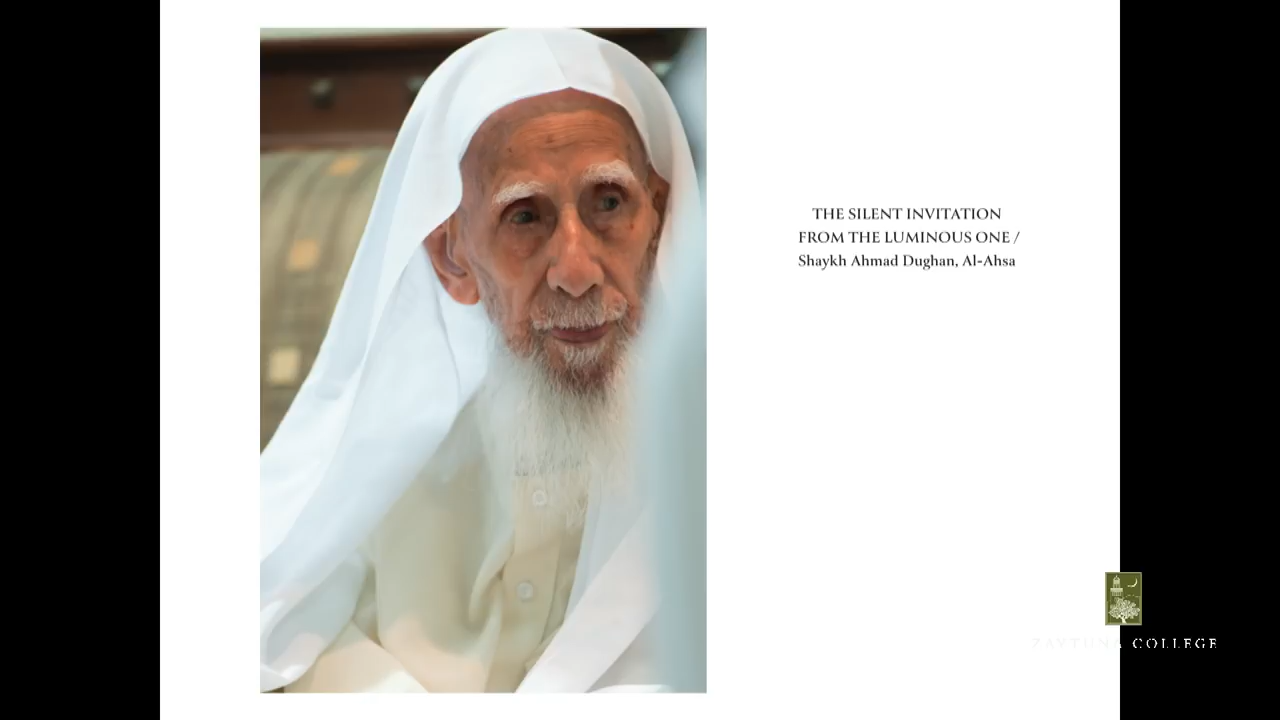 THE SILENT INVITATION
FROM THE LUMINOUS ONE /
Shaykh Ahmad Dughan, Al-Ahsa
ZAYTUNA COLLEGE